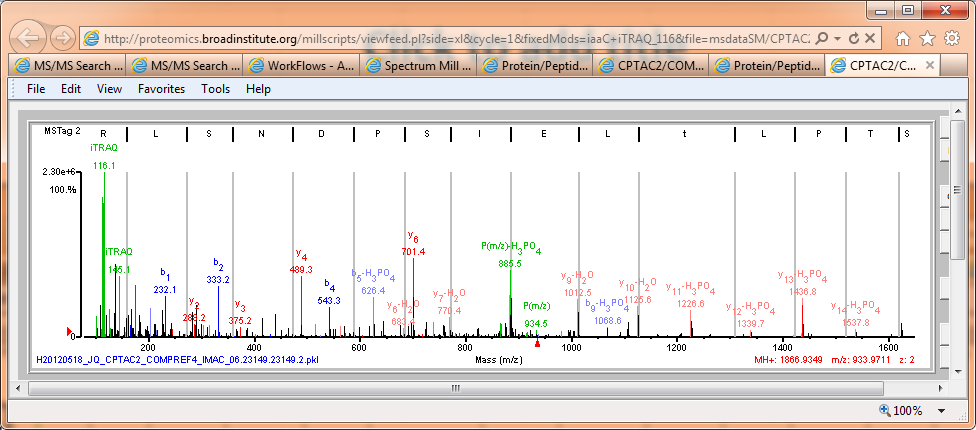 http://proteomics.broadinstitute.org/millscripts/viewfeed.pl?side=xl&cycle=1&fixedMods=iaaC+iTRAQ_116&file=msdataSM/CPTAC2
MS/MS Search ... MS/MS Search ... WorkFlows - A... Spectrum Mill ... Protein/Peptid... CPTAC2/COM... Protein/Peptid... CPTAC2/C...
File Edit View Favorites Tools Help
MSTag 2 R L S N D P S I E L t L P T S
iTRAQ
116.1
2.30e+6
100.%
y6
701.4
P(m/z)-H3PO4
885.5
iTRAQ
145.1
y4
489.3
b2
333.2
b1
232.1
b5-H3PO4
626.4
y9-H2O
1012.5
y10-H2O
1125.6
y13-H3PO4
1436.8
b4
543.3
y7-H2O
770.4
y11-H3PO4
1226.6
y3
375.2
y6-H2O
P(m/z)
934.5
b9-H3PO4
1068.6
y12-H3PO4
1339.7
y14-H3PO4
1537.8
200 400 600 800 1000 1200 1400 1600
H20120518_JQ_CPTAC2_COMPREF4_IMAC_06.23149.23149.2.pkl Mass (m/z) MH+: 1866.9349 m/z: 933.9711 z: 2
100%